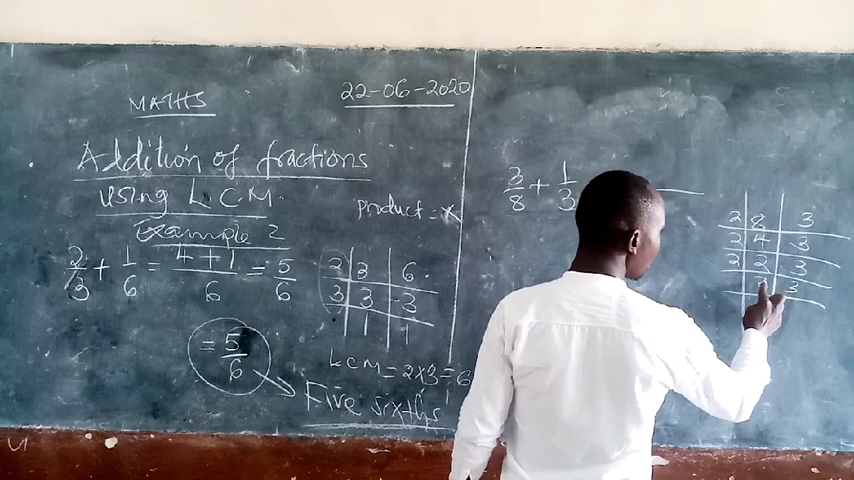 MATHS
22-06-2020
Addition of fractions
using L.C.M.
Example 2
product = X
2/3 + 1/6 = 4+1/6 = 5/6
2 | 3 | 6
3 | 3 | 3
1 | 1
LCM = 2x3=6
= 5/6
Five sixths
3/8 + 1/3
2 | 8 | 3
2 | 4 | 3
2 | 2 | 3
1 | 3